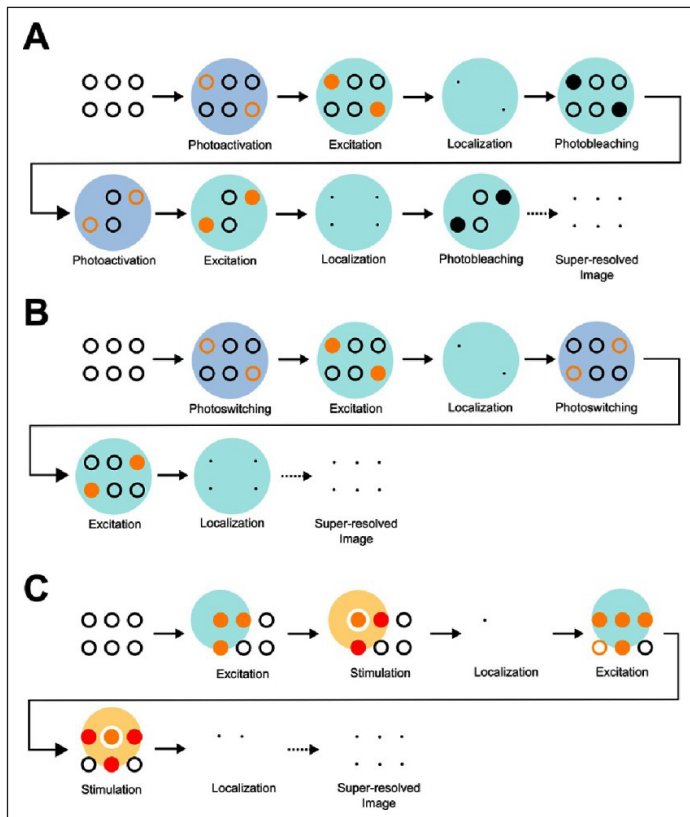 A
Photoactivation Excitation Localization Photobleaching
Photoactivation Excitation Localization Photobleaching Super-resolved
Image
B
Photoswitching Excitation Localization Photoswitching
Excitation Localization Super-resolved
Image
C
Excitation Stimulation Localization Excitation
Stimulation Localization Super-resolved
Image